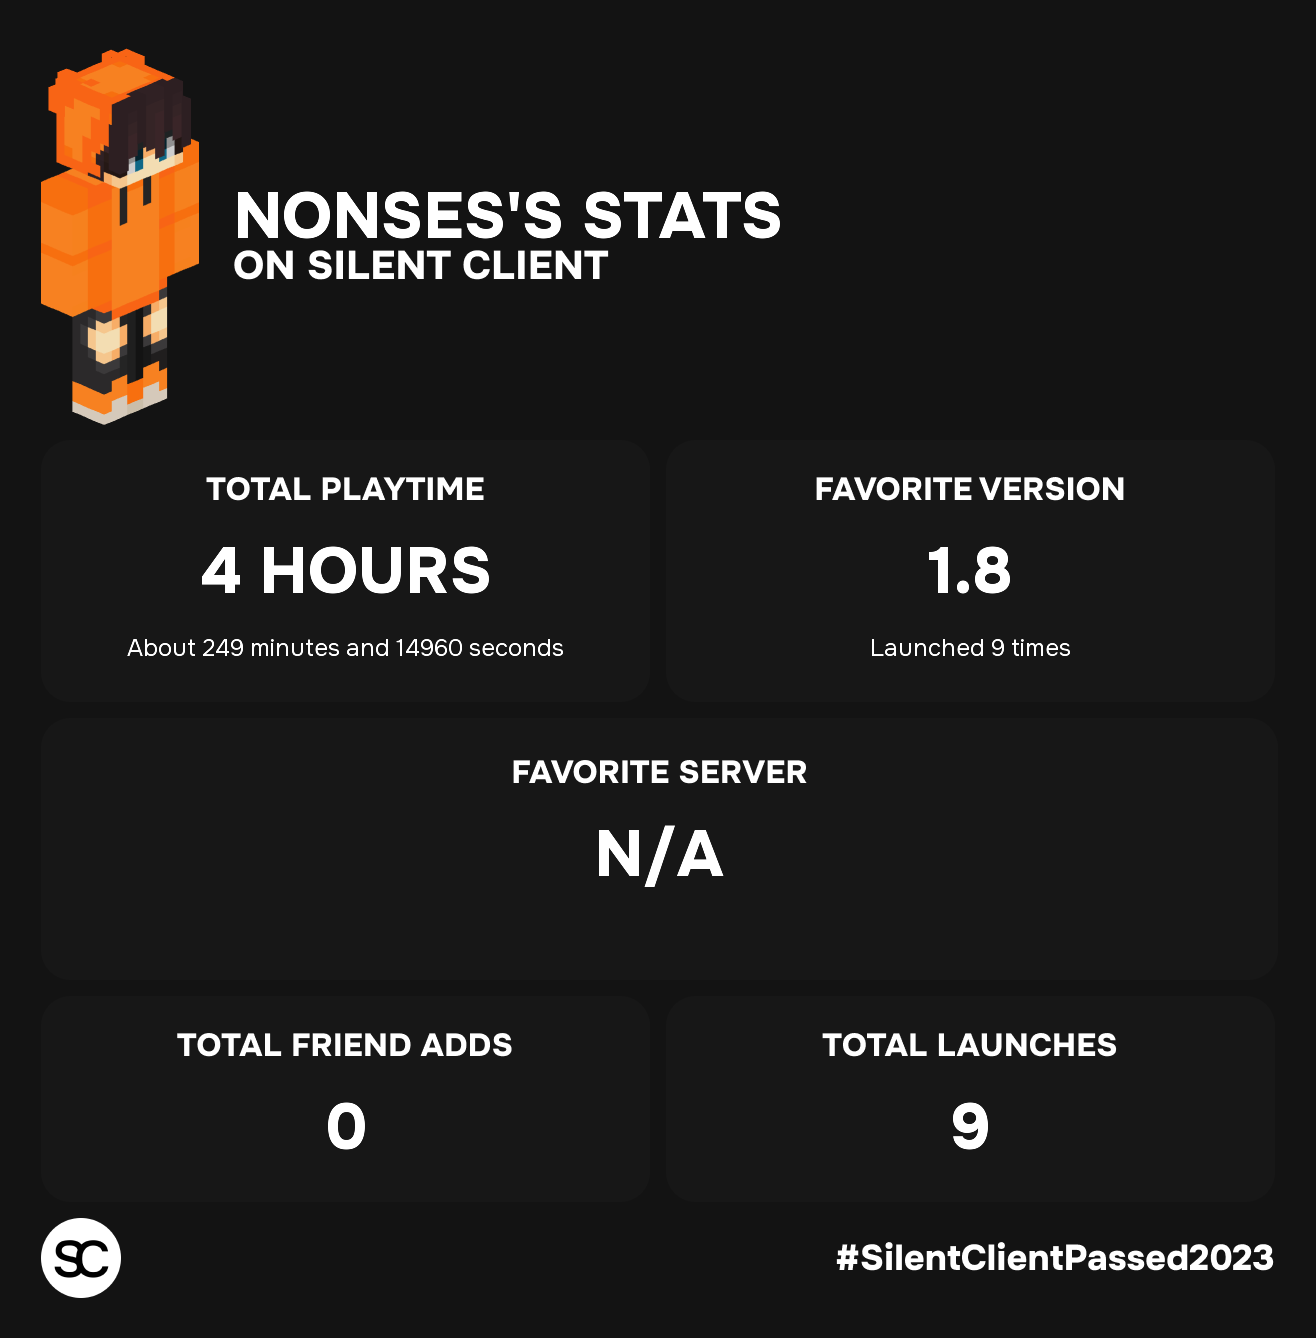 NONSES'S STATS
ON SILENT CLIENT
TOTAL PLAYTIME
4 HOURS
About 249 minutes and 14960 seconds
FAVORITE VERSION
1.8
Launched 9 times
FAVORITE SERVER
N/A
TOTAL FRIEND ADDS
0
TOTAL LAUNCHES
9
SC
#SilentClientPassed2023